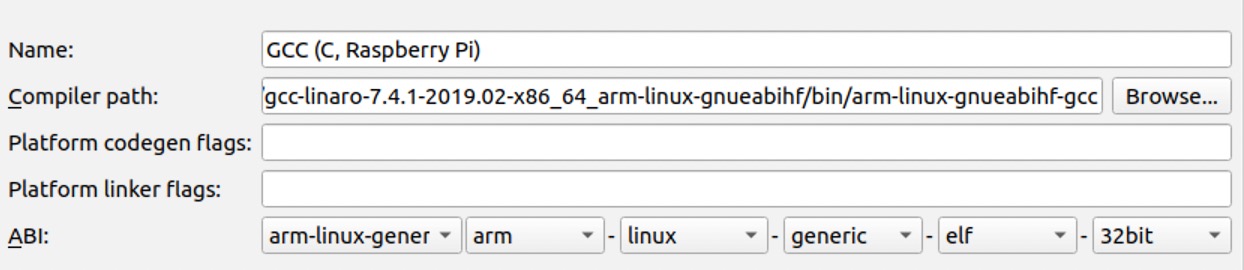 Name: GCC (C, Raspberry Pi)
Compiler path: /gcc-linaro-7.4.1-2019.02-x86_64_arm-linux-gnueabihf/bin/arm-linux-gnueabihf-gcc Browse...
Platform codegen flags:
Platform linker flags:
ABI: arm-linux-gener arm - linux - generic - elf - 32bit